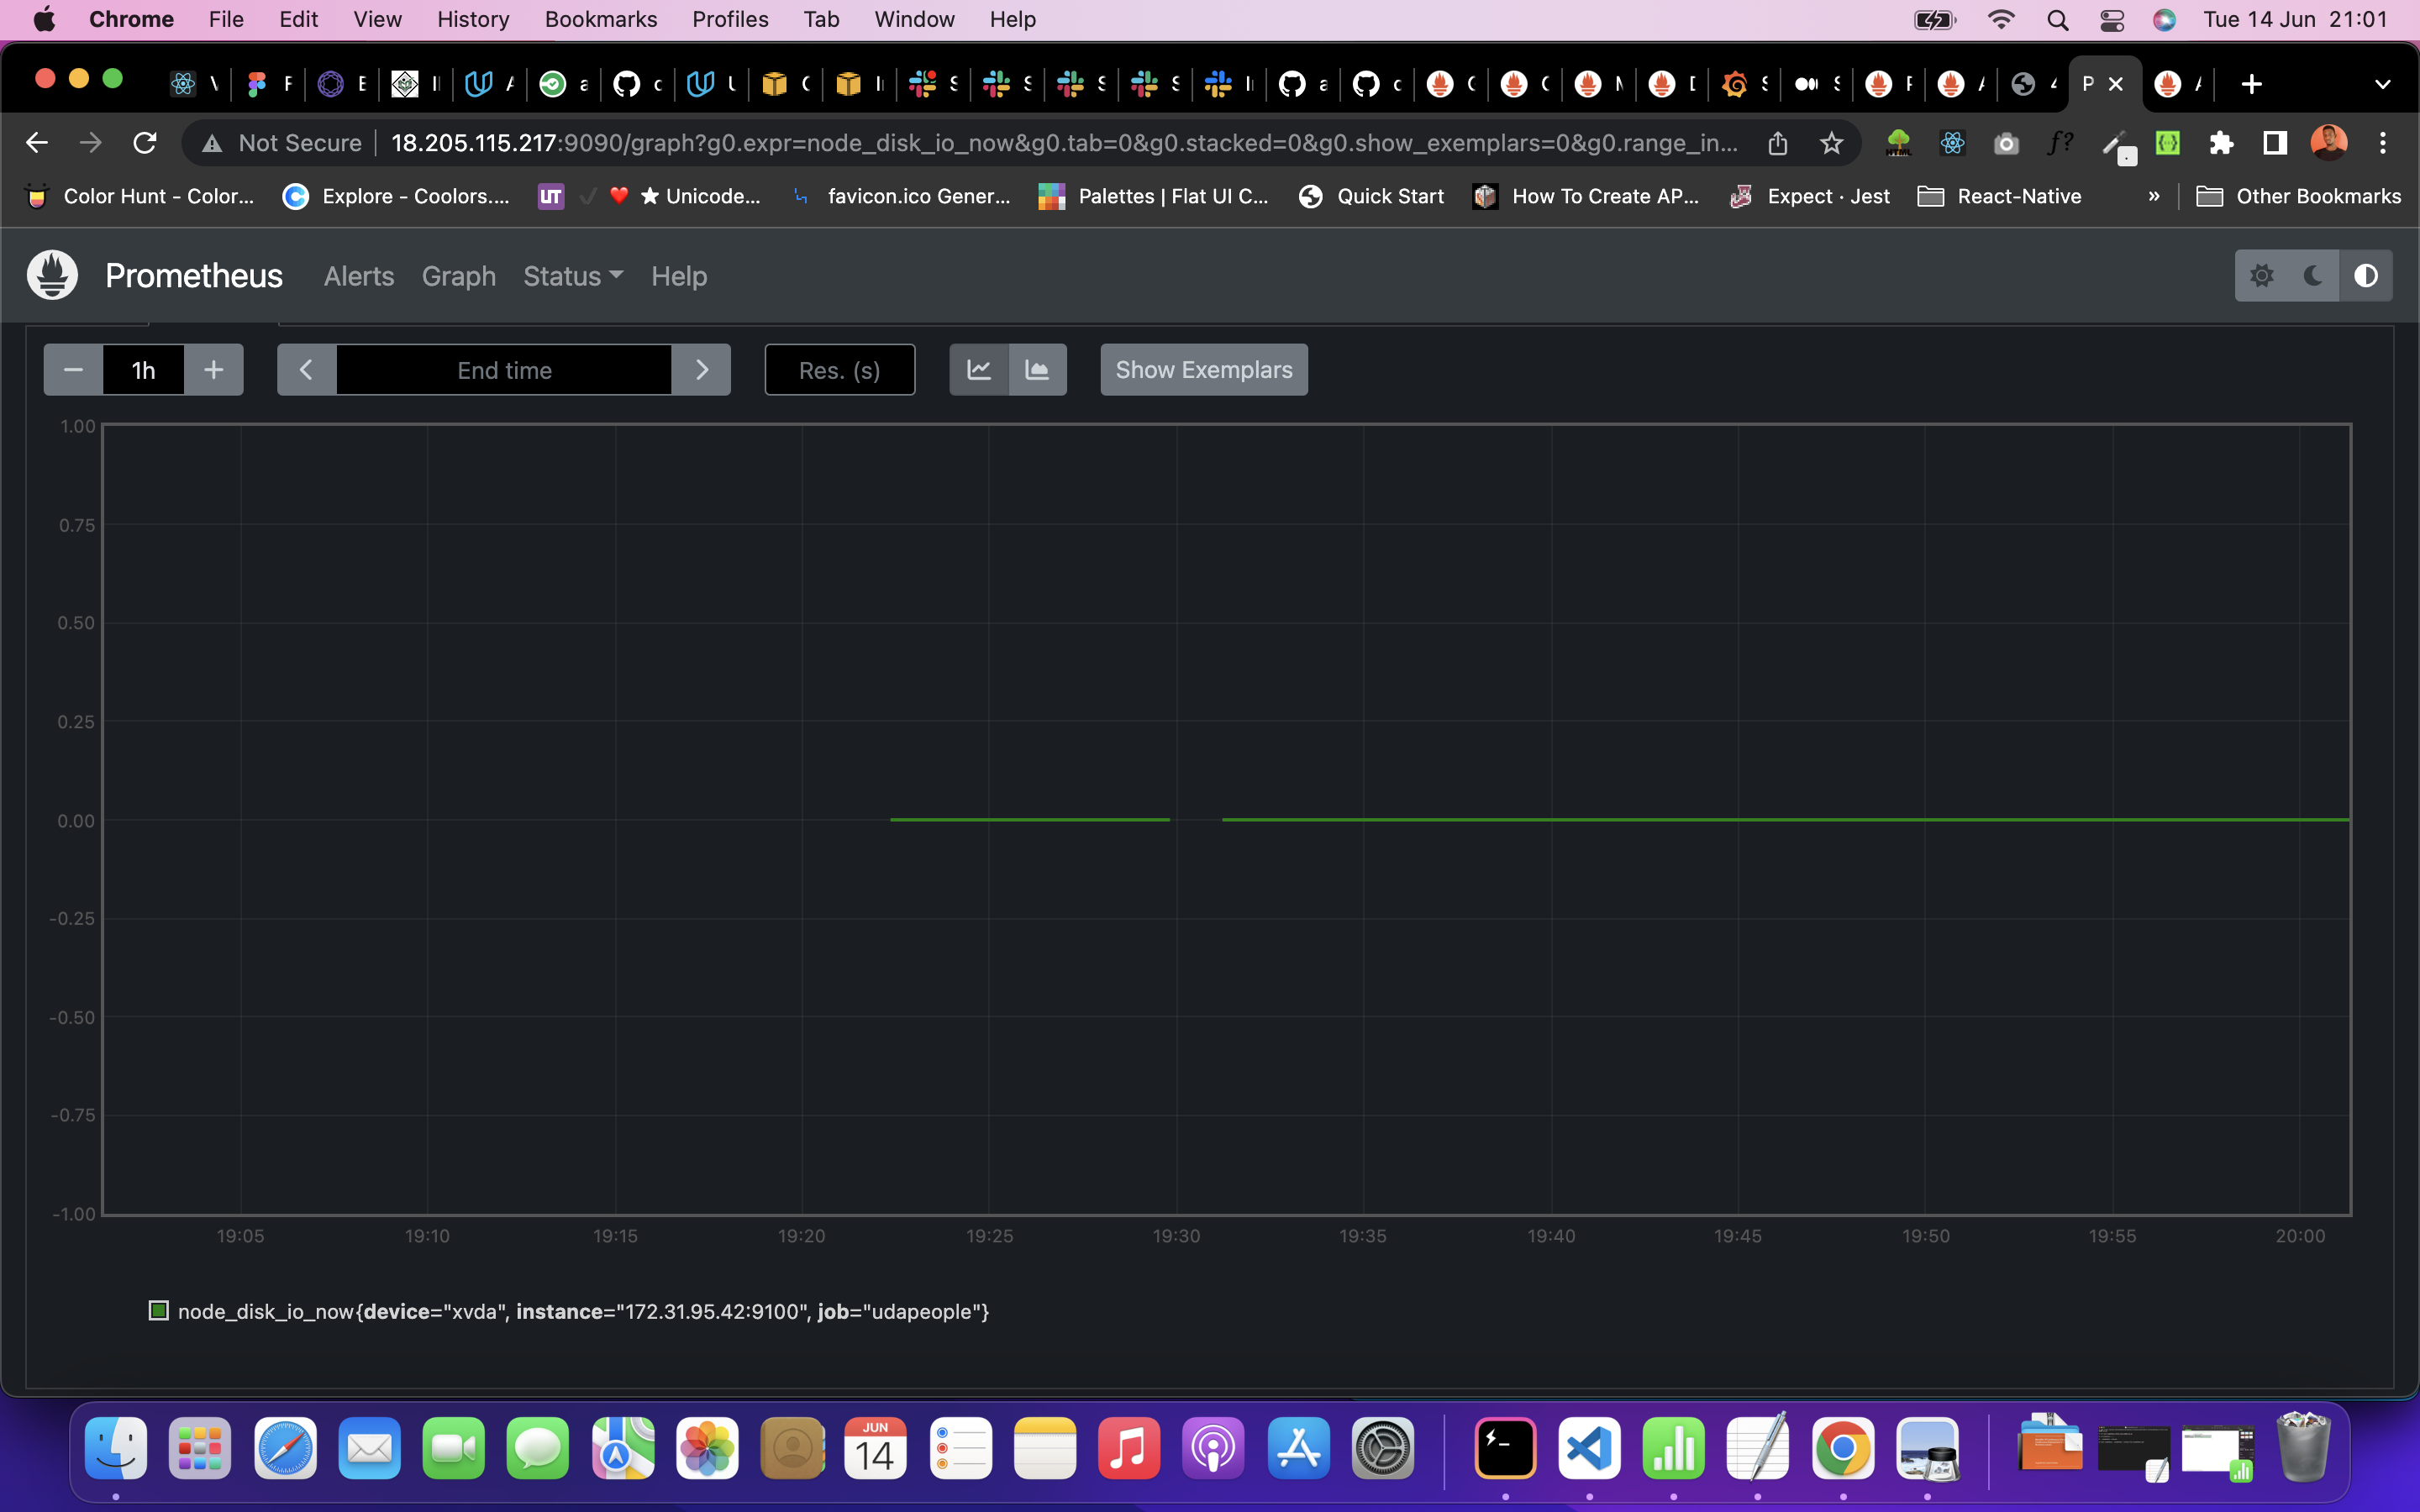 Chrome File Edit View History Bookmarks Profiles Tab Window Help Tue 14 Jun 21:01
Not Secure 18.205.115.217:9090/graph?g0.expr=node_disk_io_now&g0.tab=0&g0.stacked=0&g0.show_exemplars=0&g0.range_in...
Color Hunt - Color... Explore - Coolors.... UT ✓ ❤️ ★ Unicode... favicon.ico Gener... Palettes | Flat UI C... Quick Start How To Create AP... Expect · Jest React-Native » Other Bookmarks
Prometheus Alerts Graph Status Help
− 1h + End time Res. (s) Show Exemplars
1.00
0.75
0.50
0.25
0.00
-0.25
-0.50
-0.75
-1.00
19:05 19:10 19:15 19:20 19:25 19:30 19:35 19:40 19:45 19:50 19:55 20:00
node_disk_io_now{device="xvda", instance="172.31.95.42:9100", job="udapeople"}
JUN
14